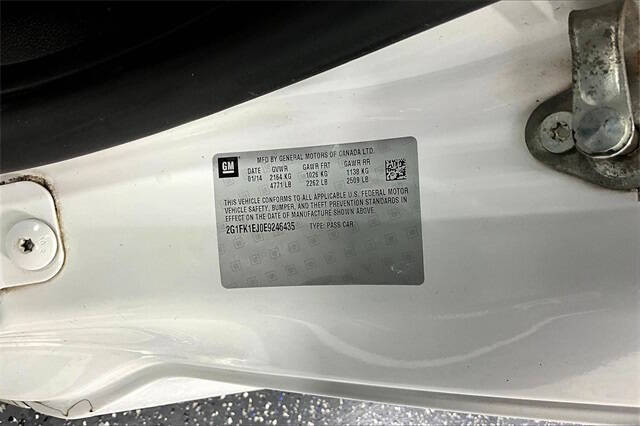 GM
MFD BY GENERAL MOTORS OF CANADA LTD.
DATE GVWR GAWR FRT GAWR RR
01/14 2164 KG 1026 KG 1138 KG
4771 LB 2262 LB 2509 LB
THIS VEHICLE CONFORMS TO ALL APPLICABLE U.S. FEDERAL MOTOR
VEHICLE SAFETY, BUMPER, AND THEFT PREVENTION STANDARDS IN
EFFECT ON THE DATE OF MANUFACTURE SHOWN ABOVE.
2G1FK1EJ0E9246435 TYPE: PASS CAR